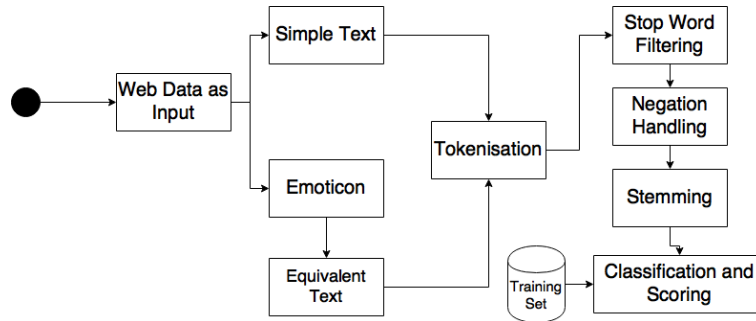 Web Data as
Input
Simple Text
Emoticon
Equivalent
Text
Tokenisation
Stop Word
Filtering
Negation
Handling
Stemming
Training
Set
Classification and
Scoring